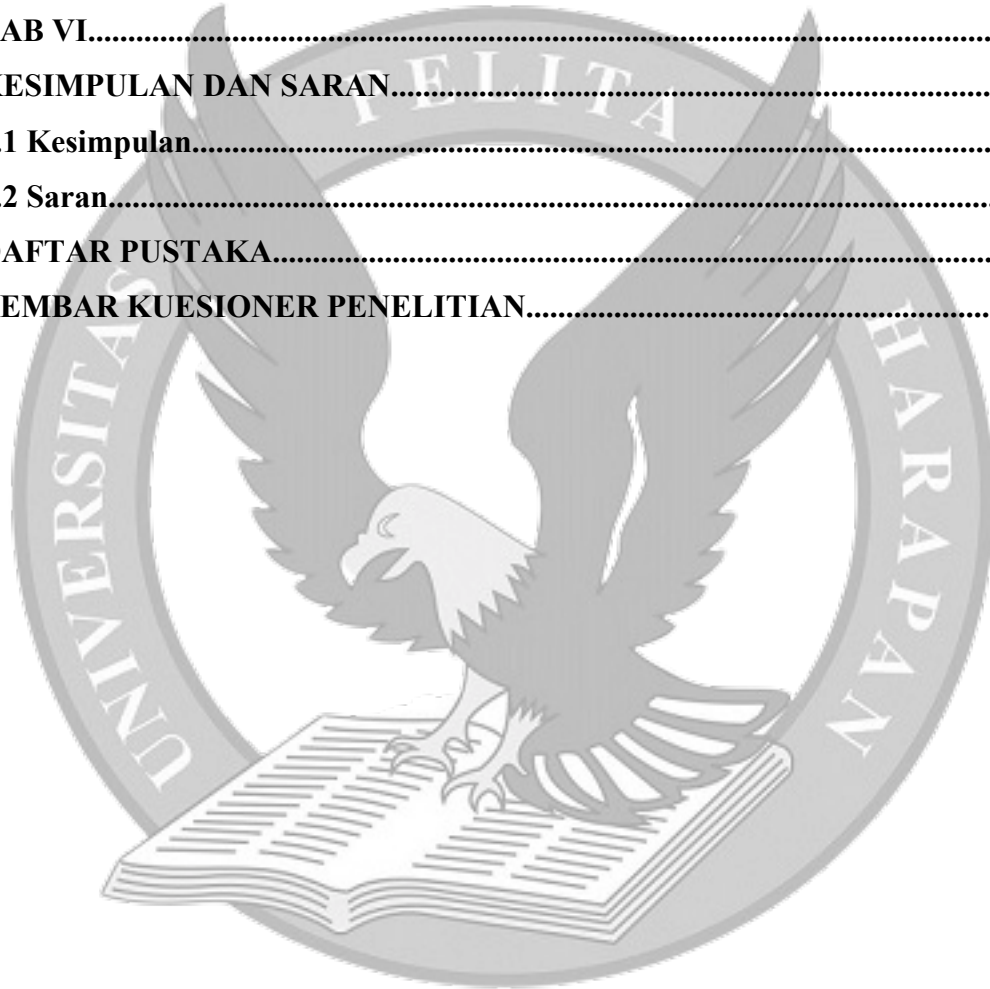 AB VI....................................................................................................................
ESIMPULAN DAN SARAN..............................................................................
.1 Kesimpulan....................................................................................................
.2 Saran...............................................................................................................
AFTAR PUSTAKA............................................................................................
EMBAR KUESIONER PENELITIAN..........................................................
UNIVERSITAS PELITA HARAPAN